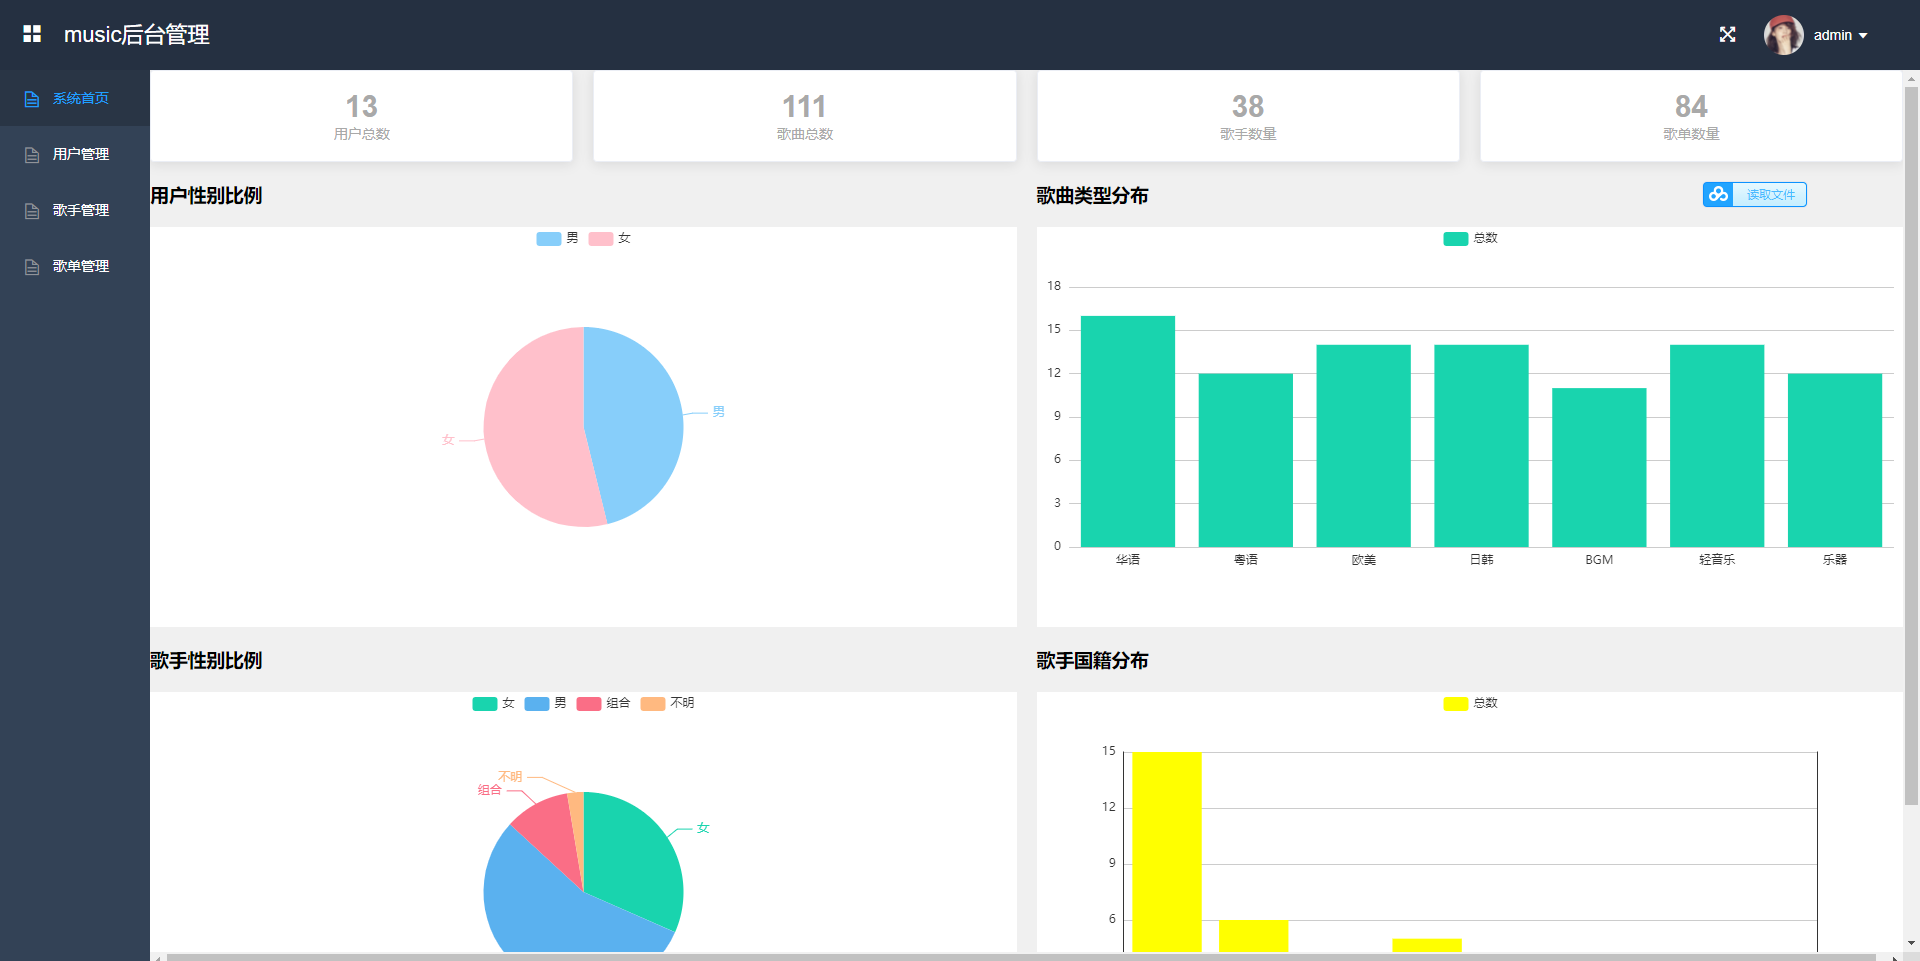 music后台管理
admin
系统首页
用户管理
歌手管理
歌单管理
13
用户总数
111
歌曲总数
38
歌手数量
84
歌单数量
用户性别比例
男 女
男
女
歌曲类型分布
读取文件
总数
18
15
12
9
6
3
0
华语 粤语 欧美 日韩 BGM 轻音乐 乐器
歌手性别比例
女 男 组合 不明
不明
组合
女
歌手国籍分布
总数
15
12
9
6